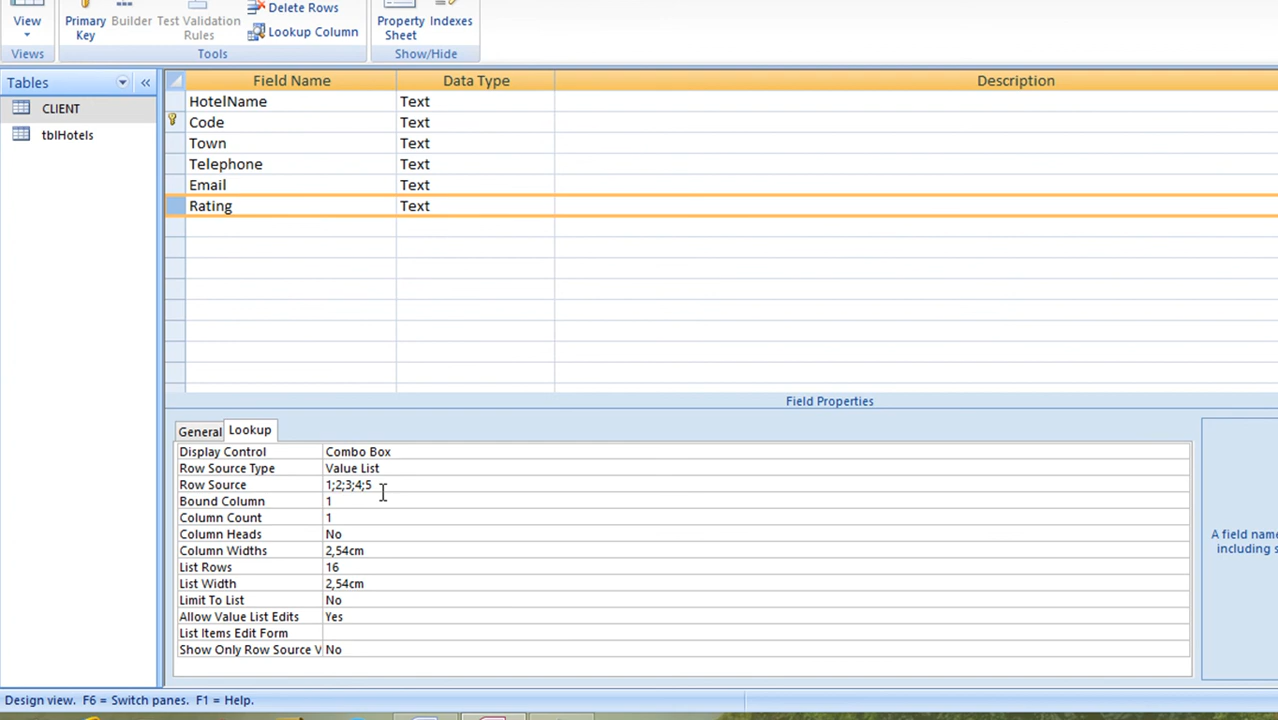 View
Primary Key
Builder
Test Validation Rules
Delete Rows
Lookup Column
Property Sheet
Indexes
Views
Tools
Show/Hide
Tables
CLIENT
tblHotels
Field Name Data Type Description
HotelName Text
Code Text
Town Text
Telephone Text
Email Text
Rating Text
Field Properties
General Lookup
Display Control Combo Box
Row Source Type Value List
Row Source 1;2;3;4;5
Bound Column 1
Column Count 1
Column Heads No
Column Widths 2,54cm
List Rows 16
List Width 2,54cm
Limit To List No
Allow Value List Edits Yes
List Items Edit Form
Show Only Row Source V No
A field name
including s
Design view. F6 = Switch panes. F1 = Help.